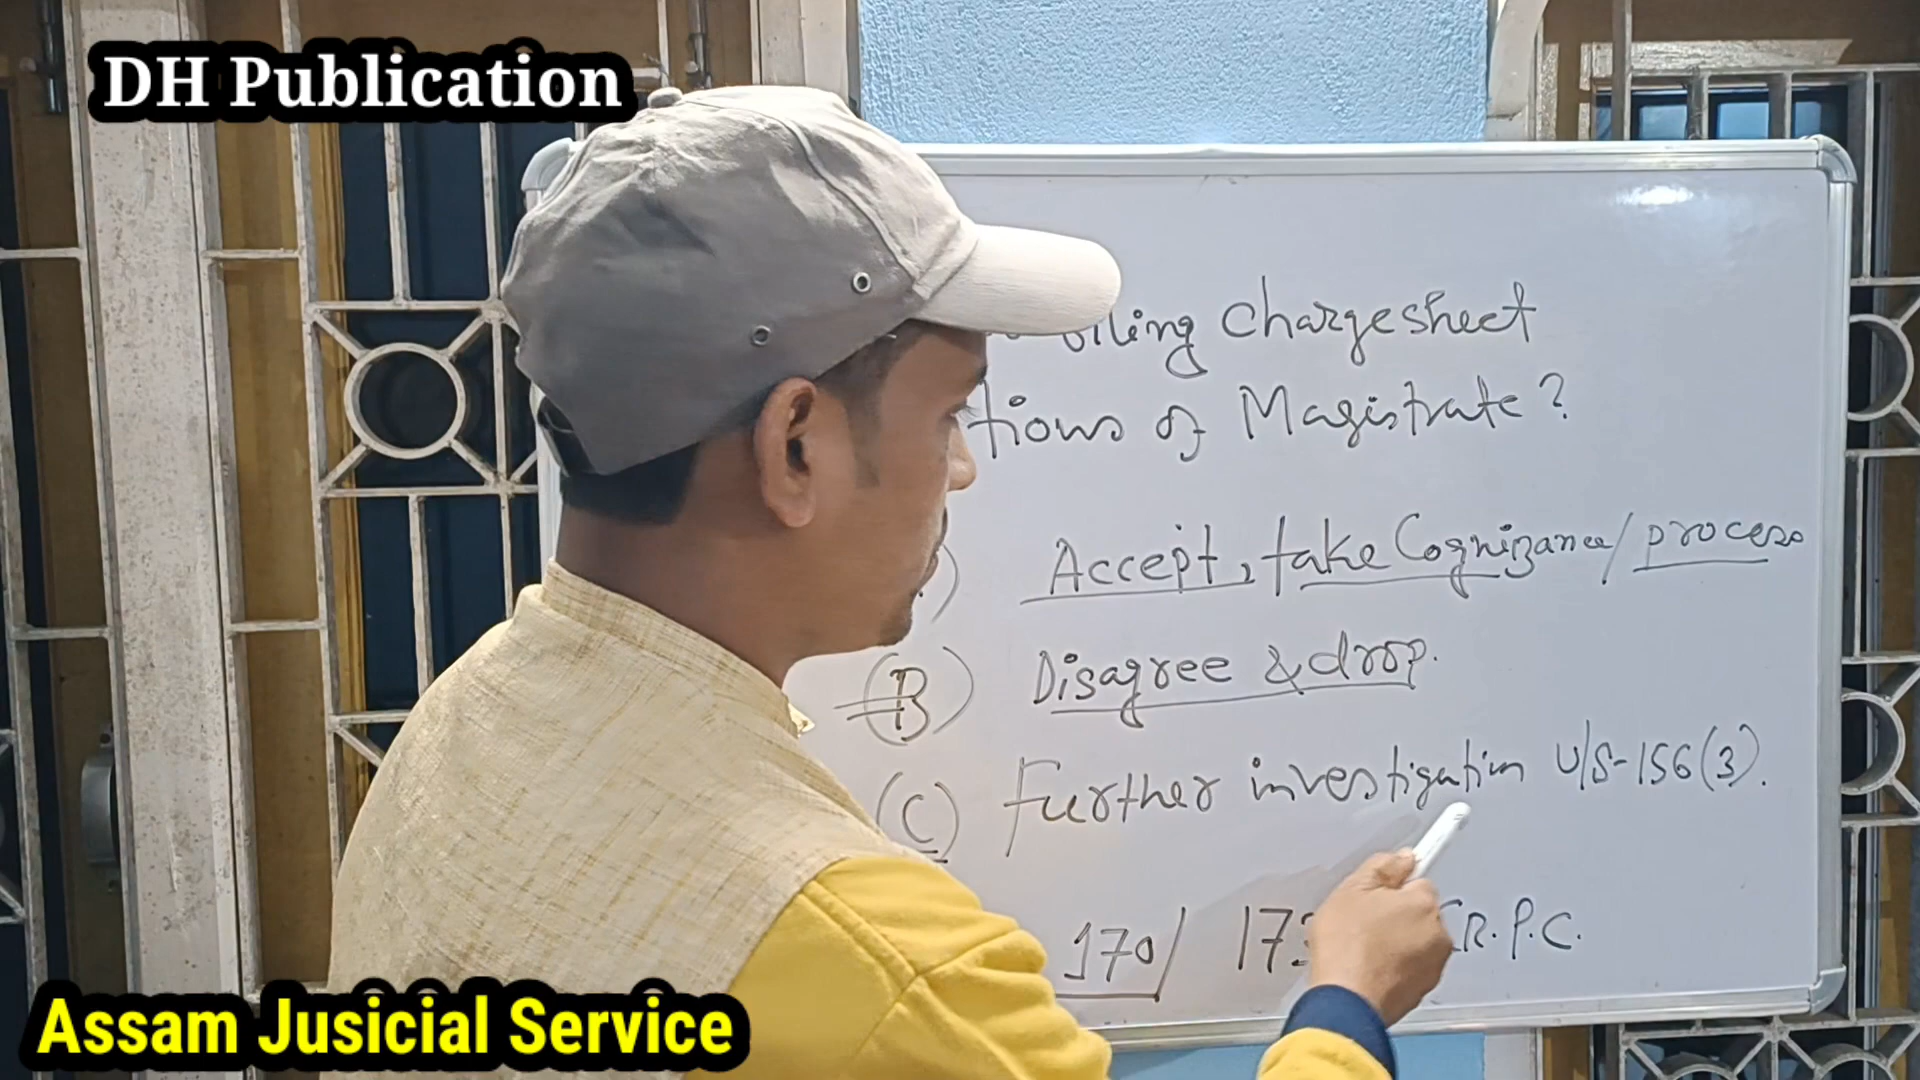 DH Publication
filing Chargesheet
tions of Magistrate?
Accept, take Cognizance/process
(B) Disagree & drop.
(C) Further investigation U/S-156(3).
170/ 173 CR.P.C.
Assam Jusicial Service